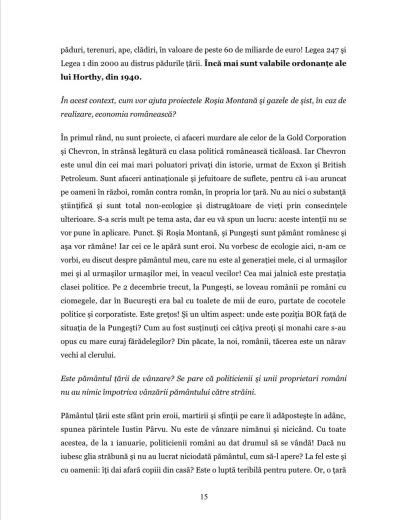 păduri, terenuri, ape, clădiri, în valoare de peste 60 de miliarde de euro! Legea 247 și
Legea 1 din 2000 au distrus pădurile țării. Încă mai sunt valabile ordonanțe ale
lui Horthy, din 1940.
În acest context, cum vor ajuta proiectele Roșia Montană și gazele de șist, în caz de
realizare, economia românească?
În primul rând, nu sunt proiecte, ci afaceri murdare ale celor de la Gold Corporation
și Chevron, în strânsă legătură cu clasa politică românească ticăloasă. Iar Chevron
este unul din cei mai mari poluatori privați din istorie, urmat de Exxon și British
Petroleum. Sunt afaceri antinaționale și jefuitoare de suflete, pentru că i-au aruncat
pe oameni în război, român contra român, în propria lor țară. Nu au nici o substanță
științifică și sunt total non-ecologice și distrugătoare de vieți prin consecințele
ulterioare. S-a scris mult pe tema asta, dar eu vă spun un lucru: aceste intenții nu se
vor pune în aplicare. Punct. Și Roșia Montană, și Pungești sunt pământ românesc și
așa vor rămâne! Iar cei ce le apără sunt eroi. Nu vorbesc de ecologie aici, n-am ce
vorbi, eu discut despre pământul meu, care nu este al generației mele, ci al urmașilor
mei și al urmașilor urmașilor mei, în veacul vecilor! Cea mai jalnică este prestația
clasei politice. Pe 2 decembrie trecut, la Pungești, se loveau românii pe români cu
ciomegele, dar în București era bal cu toalete de mii de euro, purtate de cocotele
politice și corporatiste. Este grețos! Și un ultim aspect: unde este poziția BOR față de
situația de la Pungești? Cum au fost susținuți cei câțiva preoți și monahi care s-au
opus cu mare curaj fărădelegilor? Din păcate, la noi, românii, tăcerea este un nărav
vechi al clerului.
Este pământul țării de vânzare? Se pare că politicienii și unii proprietari români
nu au nimic împotriva vânzării pământului către străini.
Pământul țării este sfânt prin eroii, martirii și sfinții pe care îi adăpostește în adânc,
spunea părintele Iustin Pârvu. Nu este de vânzare nimănui și nicicând. Cu toate
acestea, de la 1 ianuarie, politicienii români au dat drumul să se vândă! Dacă nu
iubesc glia străbună și nu au lucrat niciodată pământul, cum să-l apere? La fel este și
cu oamenii: îți dai afară copiii din casă? Este o luptă teribilă pentru putere. Or, o țară
15